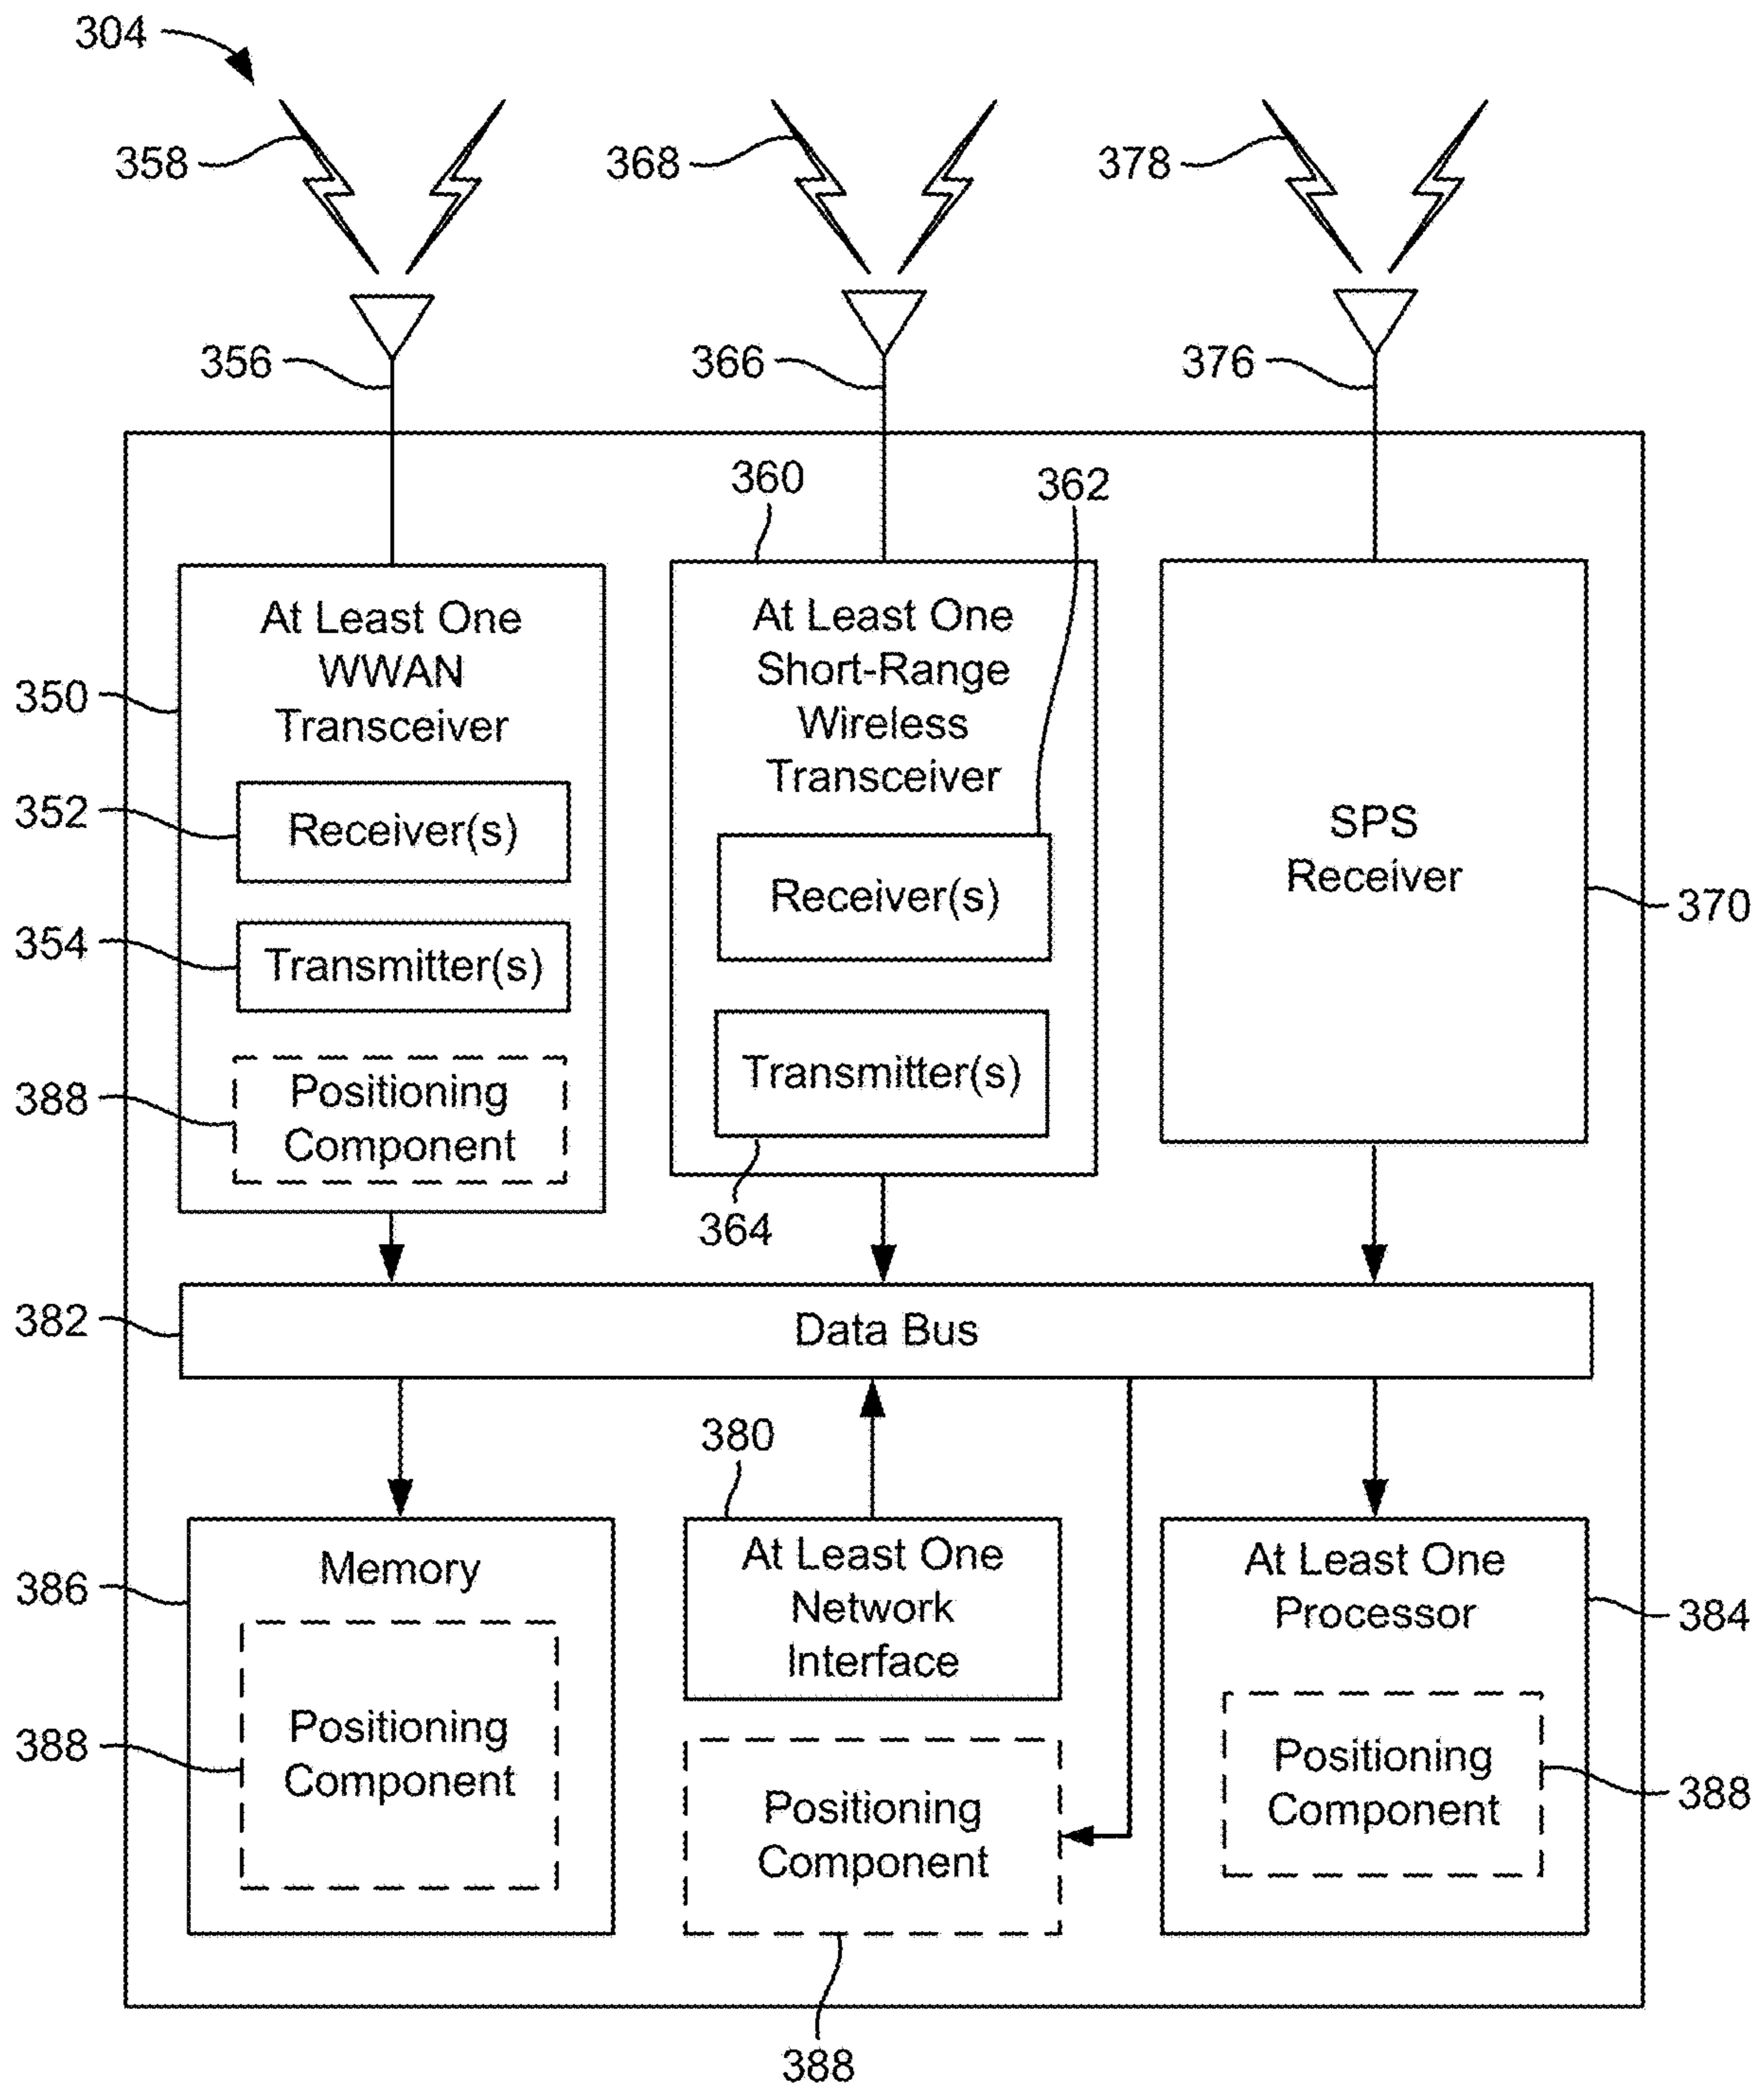 304
358
368
378
356
366
376
360
362
At Least One
WWAN
Transceiver
350
Receiver(s)
352
Transmitter(s)
354
Positioning
Component
388
At Least One
Short-Range
Wireless
Transceiver
Receiver(s)
Transmitter(s)
364
SPS
Receiver
370
382
Data Bus
380
Memory
386
Positioning
Component
388
At Least One
Network
Interface
Positioning
Component
388
At Least One
Processor
384
Positioning
Component
388